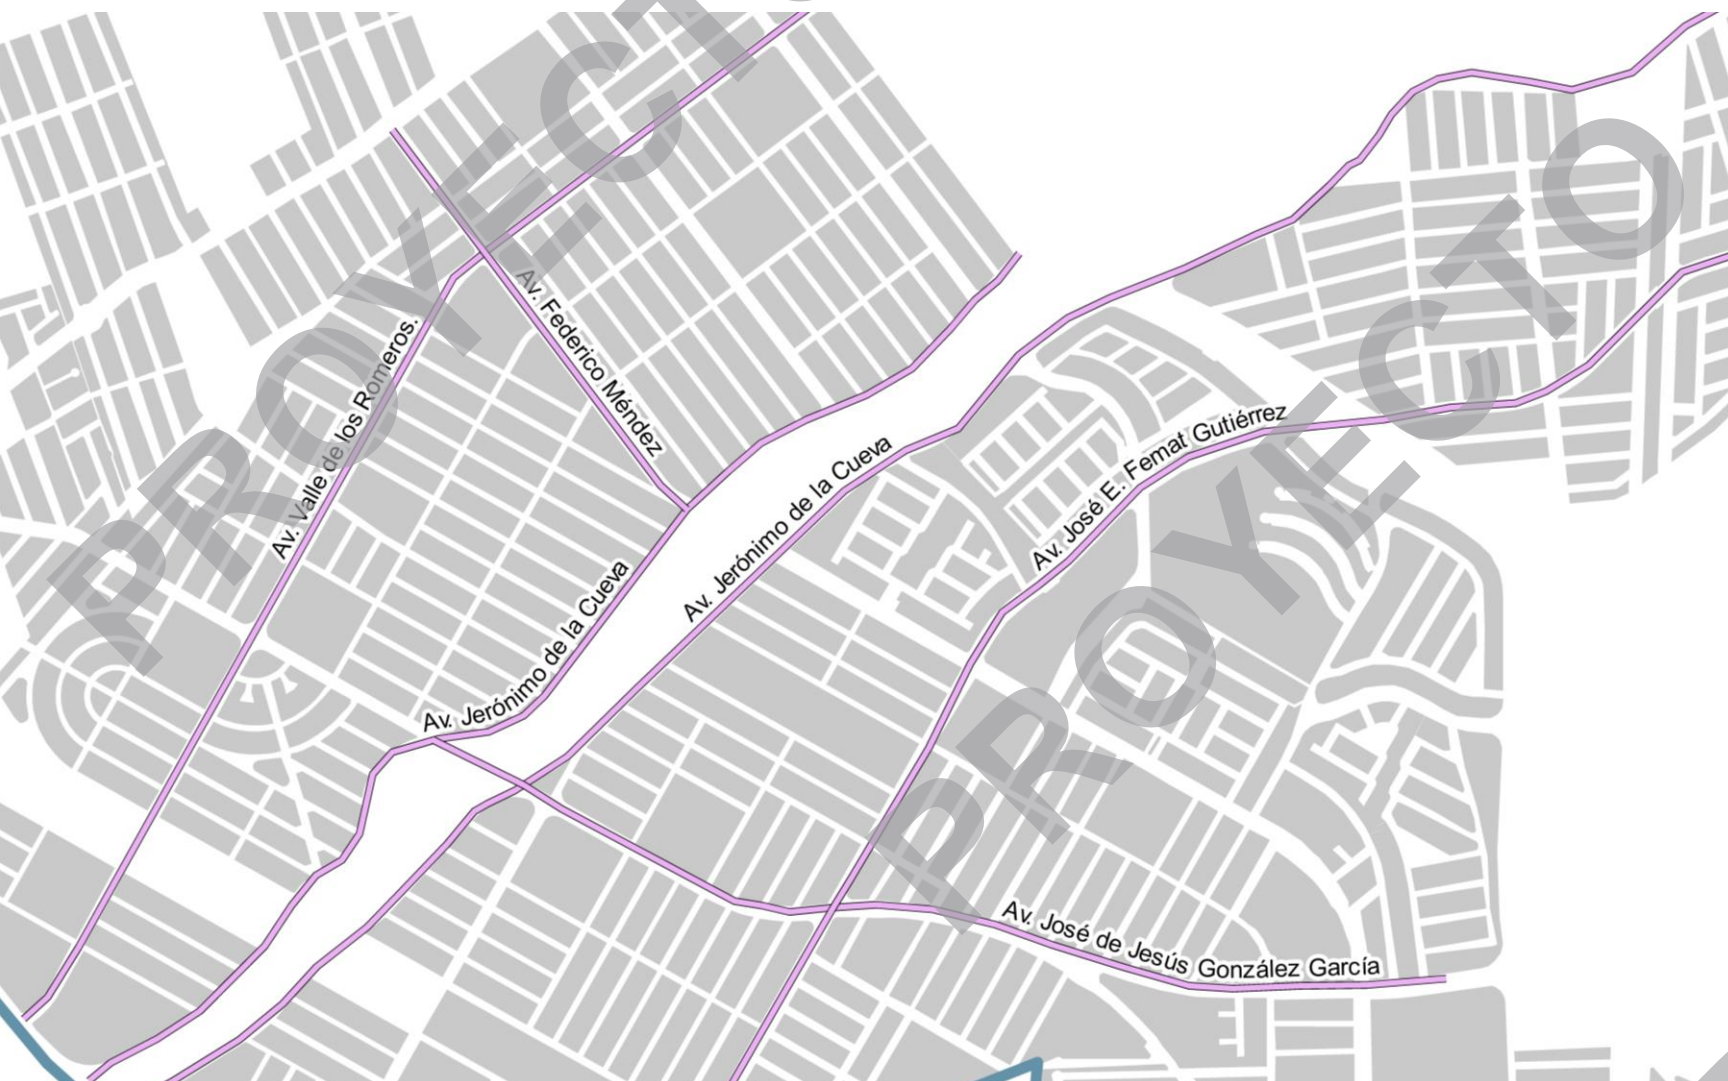 PROYECTO
Av. Federico Méndez
Av. Valle de los Romeros.
PROYECTO
Av. Jerónimo de la Cueva
Av. José E. Femat Gutiérrez
Av. Jerónimo de la Cueva
Av. José de Jesús González García